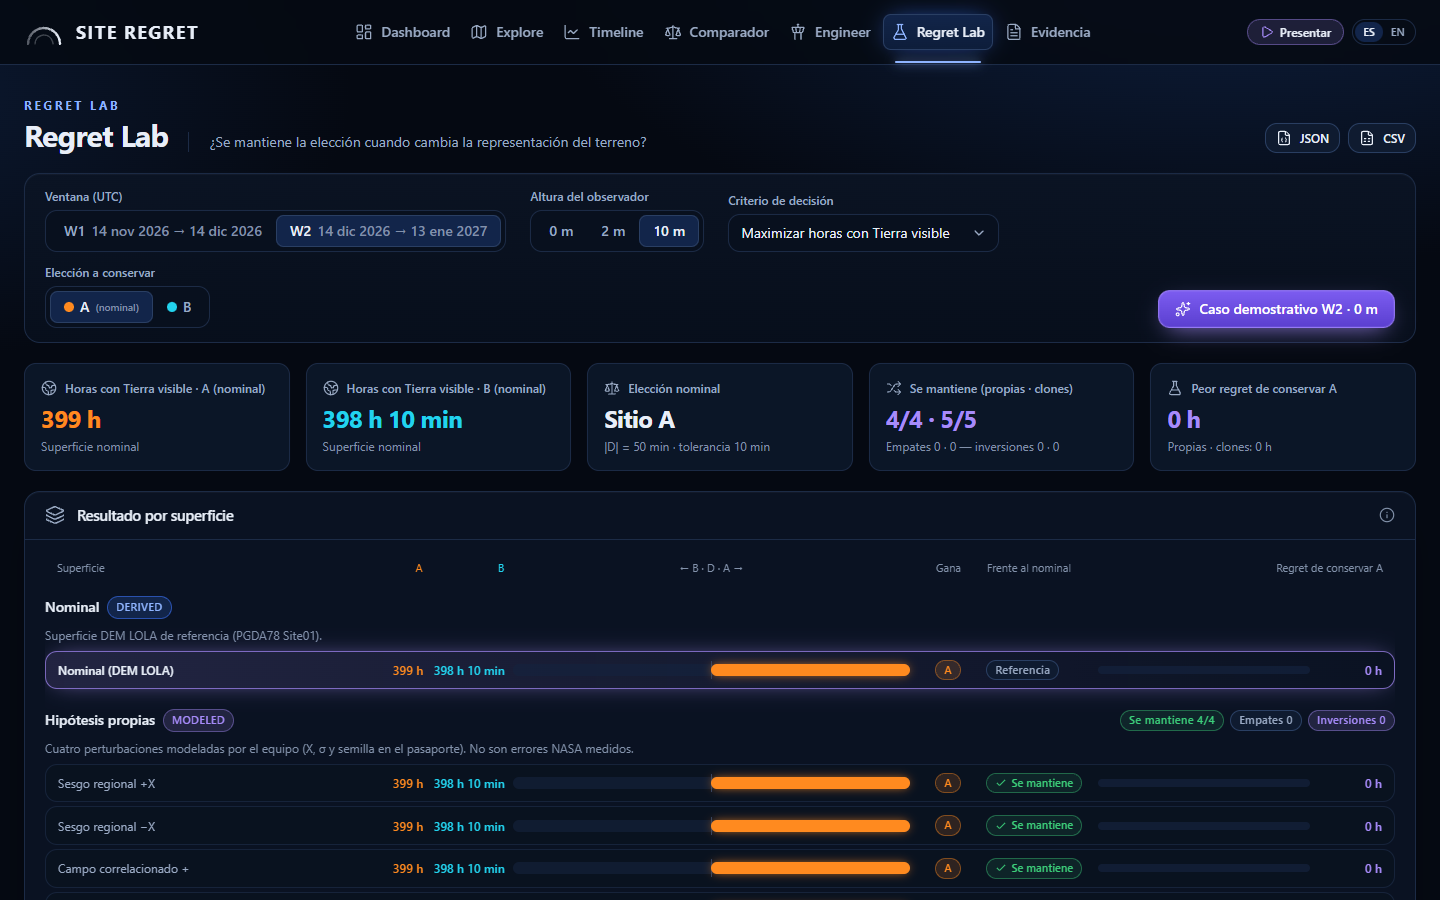 SITE REGRET
Dashboard Explore Timeline Comparador Engineer Regret Lab Evidencia
Presentar ES EN
REGRET LAB
Regret Lab ¿Se mantiene la elección cuando cambia la representación del terreno?
JSON CSV
Ventana (UTC) Altura del observador Criterio de decisión
W1 14 nov 2026 → 14 dic 2026 W2 14 dic 2026 → 13 ene 2027 0 m 2 m 10 m Maximizar horas con Tierra visible
Elección a conservar
A (nominal) B Caso demostrativo W2 · 0 m
Horas con Tierra visible · A (nominal)
399 h
Superficie nominal
Horas con Tierra visible · B (nominal)
398 h 10 min
Superficie nominal
Elección nominal
Sitio A
|D| = 50 min · tolerancia 10 min
Se mantiene (propias · clones)
4/4 · 5/5
Empates 0 · 0 — inversiones 0 · 0
Peor regret de conservar A
0 h
Propias · clones: 0 h
Resultado por superficie
Superficie A B ← B · D · A → Gana Frente al nominal Regret de conservar A
Nominal DERIVED
Superficie DEM LOLA de referencia (PGDA78 Site01).
Nominal (DEM LOLA) 399 h 398 h 10 min A Referencia 0 h
Hipótesis propias MODELED Se mantiene 4/4 Empates 0 Inversiones 0
Cuatro perturbaciones modeladas por el equipo (X, σ y semilla en el pasaporte). No son errores NASA medidos.
Sesgo regional +X 399 h 398 h 10 min A Se mantiene 0 h
Sesgo regional −X 399 h 398 h 10 min A Se mantiene 0 h
Campo correlacionado + 399 h 398 h 10 min A Se mantiene 0 h